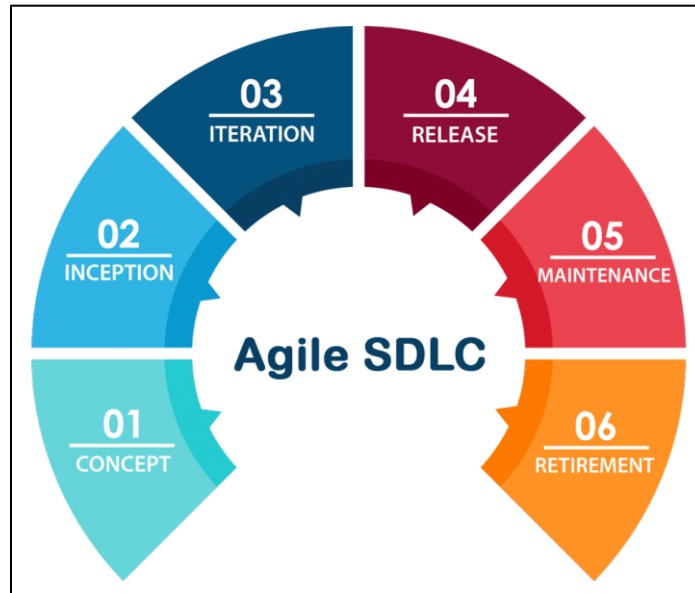 01
CONCEPT
02
INCEPTION
03
ITERATION
04
RELEASE
05
MAINTENANCE
06
RETIREMENT
Agile SDLC